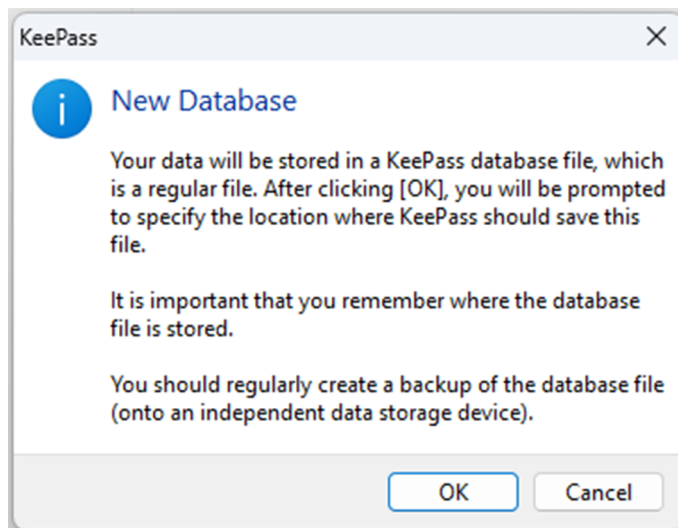 KeePass
New Database
Your data will be stored in a KeePass database file, which
is a regular file. After clicking [OK], you will be prompted
to specify the location where KeePass should save this
file.
It is important that you remember where the database
file is stored.
You should regularly create a backup of the database file
(onto an independent data storage device).
OK
Cancel